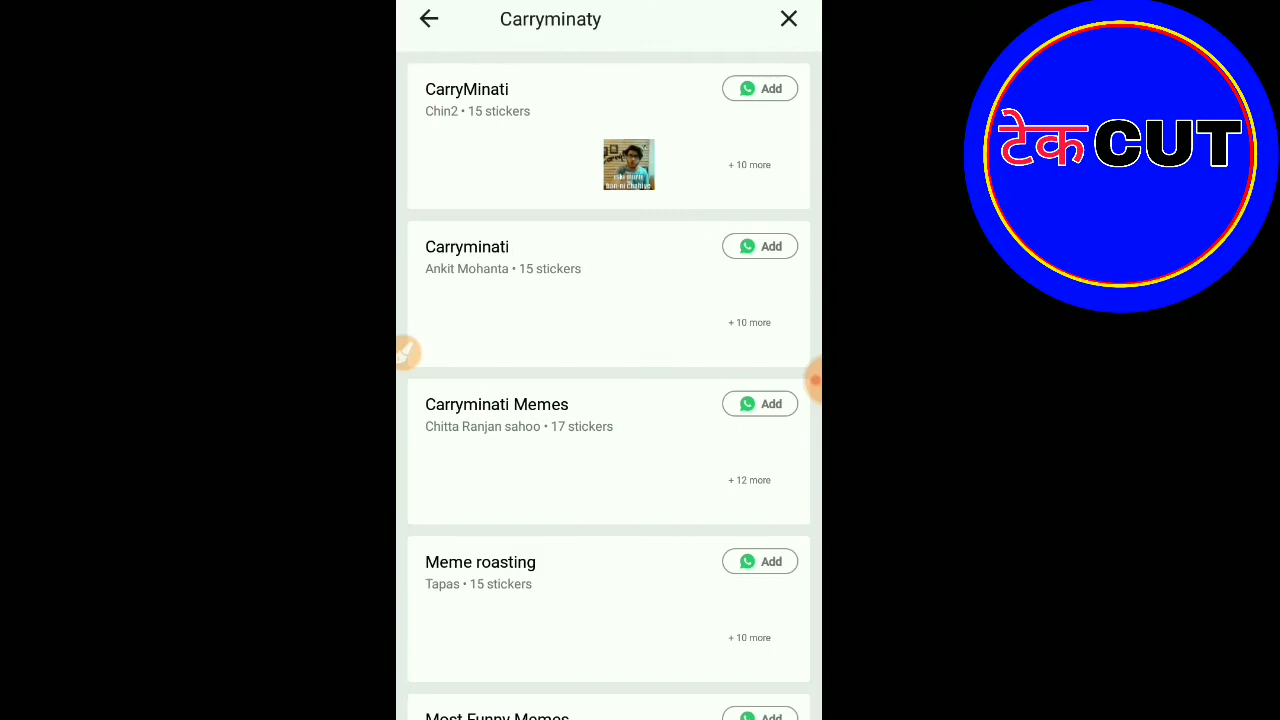 Carryminaty
CarryMinati
Add
Chin2 • 15 stickers
+ 10 more
Carryminati
Add
Ankit Mohanta • 15 stickers
+ 10 more
Carryminati Memes
Add
Chitta Ranjan sahoo • 17 stickers
+ 12 more
Meme roasting
Add
Tapas • 15 stickers
+ 10 more
Most Funny Memes
Add
टेक CUT